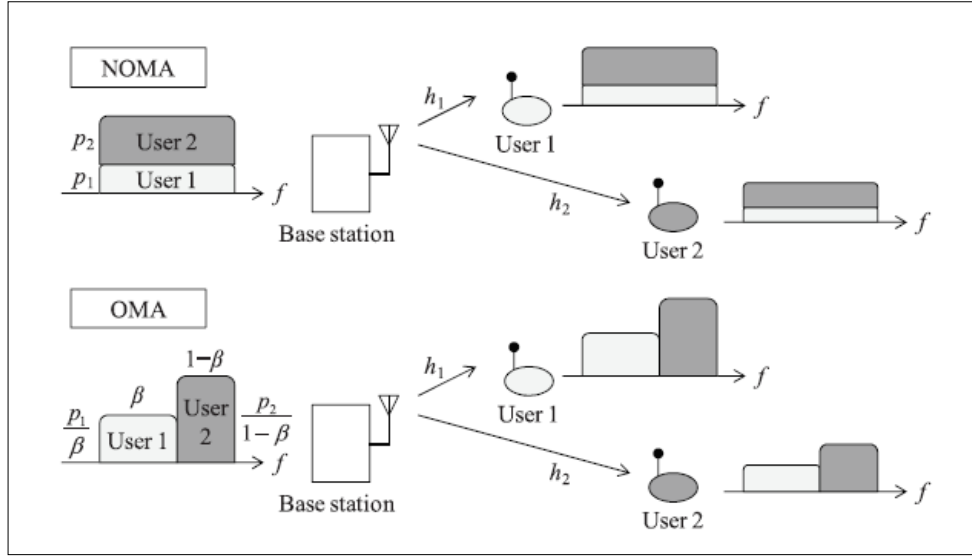 NOMA
p₂ User 2
p₁ User 1
f
Base station
h₁
h₂
User 1
f
User 2
f
OMA
1−β
β
p₁/β
User 1
User
2
p₂/(1 − β)
f
Base station
h₁
h₂
User 1
f
User 2
f